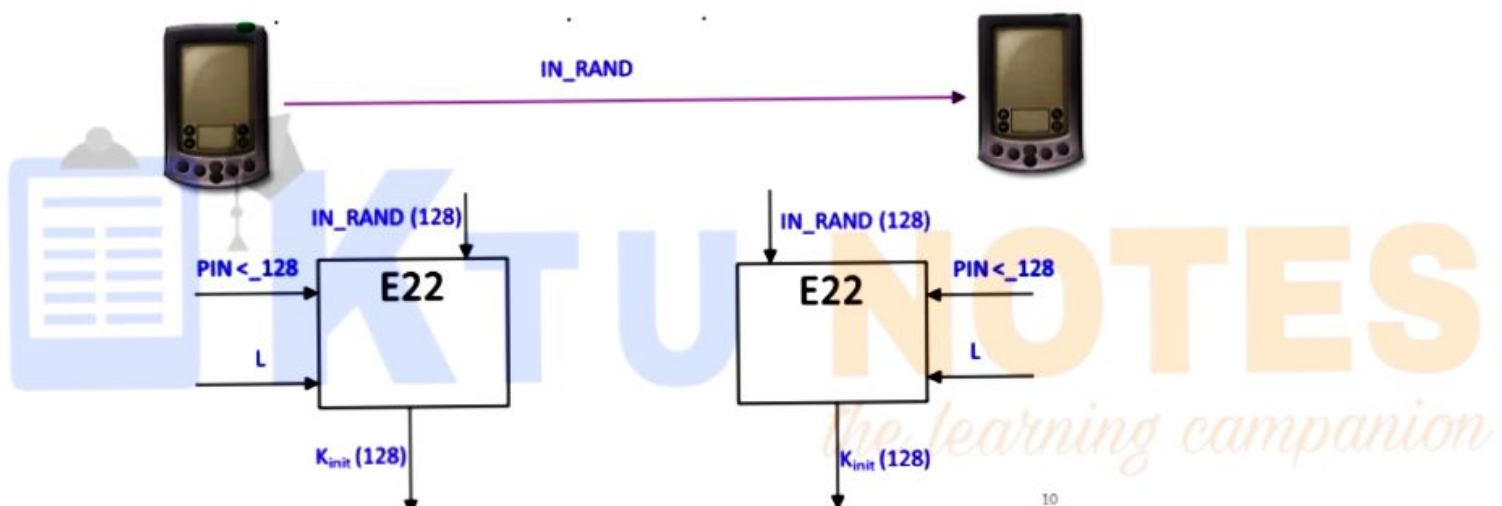 IN_RAND
IN_RAND (128)
IN_RAND (128)
PIN <_128
E22
E22
PIN <_128
L
L
Kinit (128)
Kinit (128)
KTU NOTES
the learning campanion
10